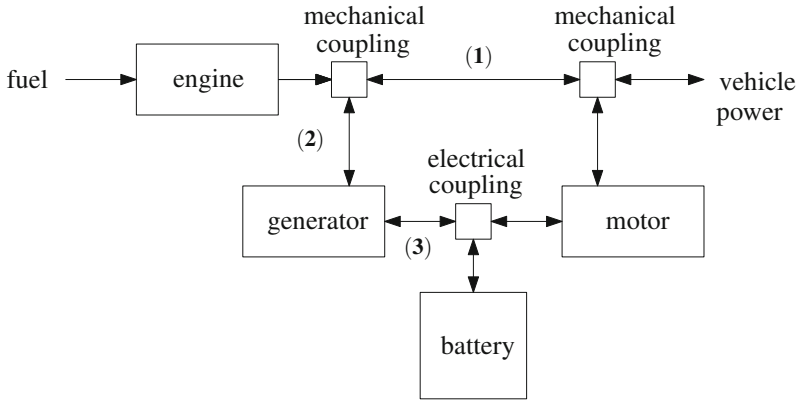 mechanical
coupling
mechanical
coupling
fuel
engine
(1)
vehicle
power
(2)
electrical
coupling
generator
(3)
motor
battery